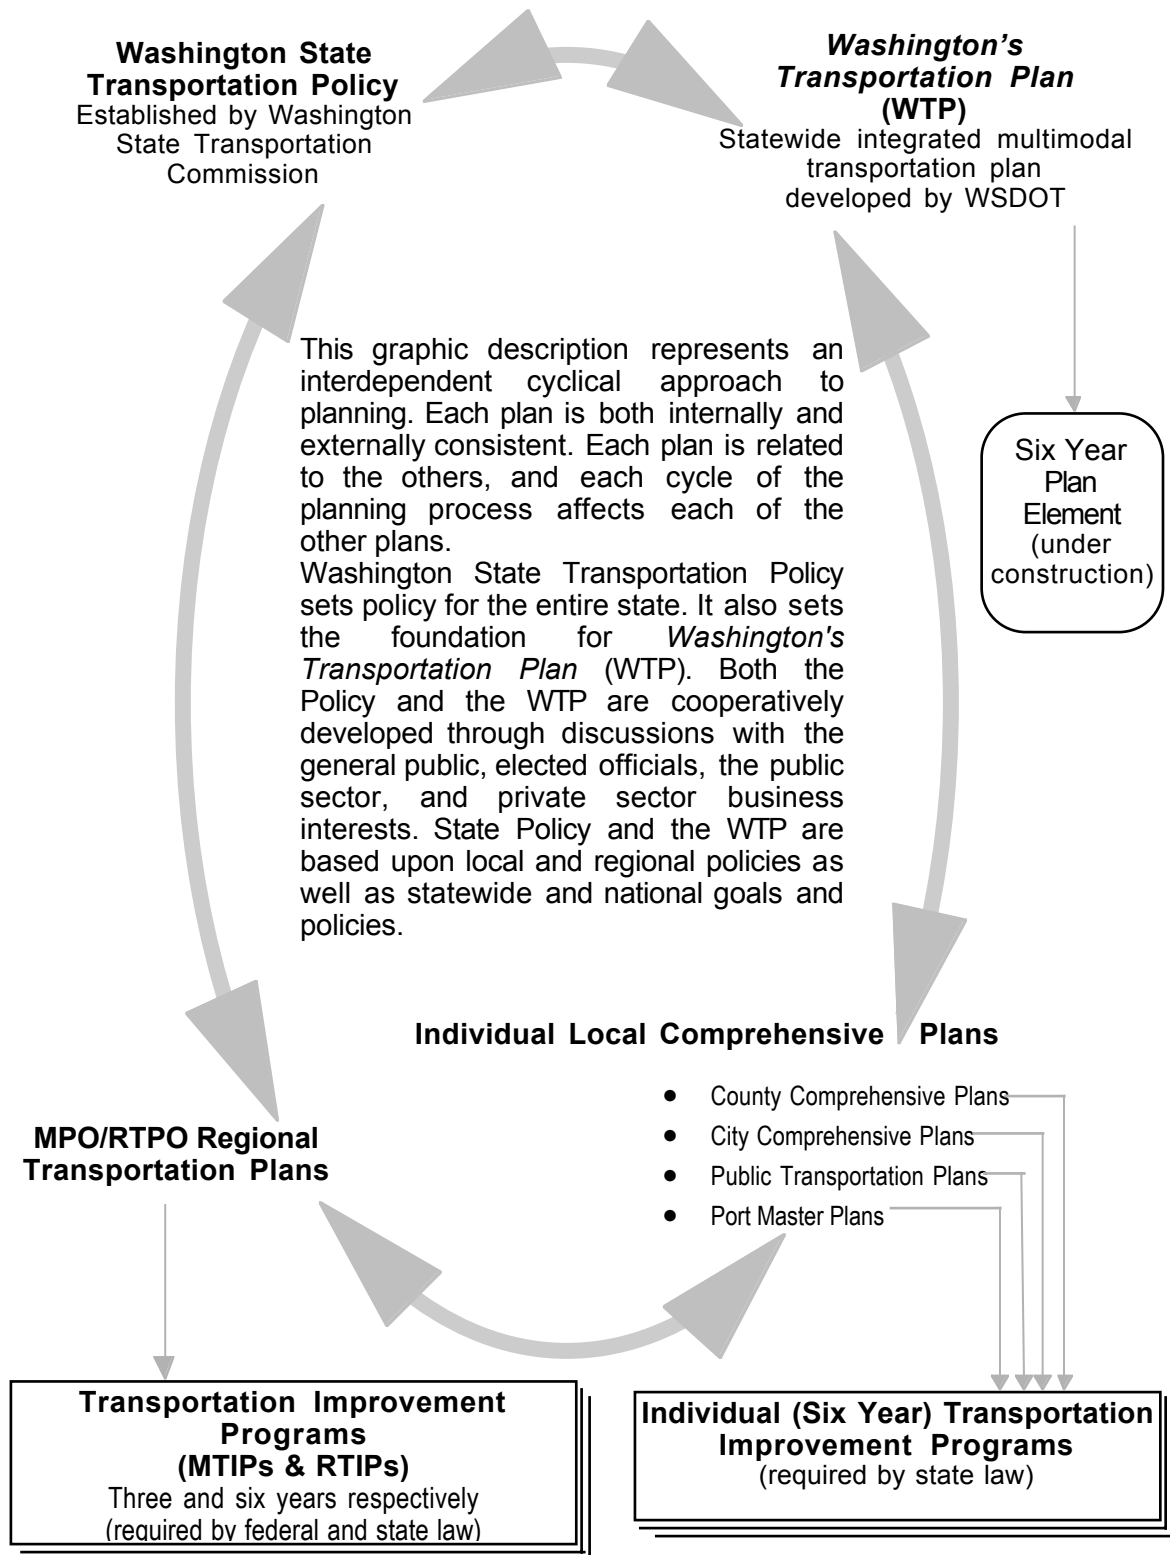 Washington State
Transportation Policy
Established by Washington
State Transportation
Commission
Washington's
Transportation Plan
(WTP)
Statewide integrated multimodal
transportation plan
developed by WSDOT
This graphic description represents an
interdependent cyclical approach to
planning. Each plan is both internally and
externally consistent. Each plan is related
to the others, and each cycle of the
planning process affects each of the
other plans.
Washington State Transportation Policy
sets policy for the entire state. It also sets
the foundation for Washington's
Transportation Plan (WTP). Both the
Policy and the WTP are cooperatively
developed through discussions with the
general public, elected officials, the public
sector, and private sector business
interests. State Policy and the WTP are
based upon local and regional policies as
well as statewide and national goals and
policies.
Six Year
Plan
Element
(under
construction)
Individual Local Comprehensive Plans
• County Comprehensive Plans
• City Comprehensive Plans
• Public Transportation Plans
• Port Master Plans
MPO/RTPO Regional
Transportation Plans
Transportation Improvement
Programs
(MTIPs & RTIPs)
Three and six years respectively
(required by federal and state law)
Individual (Six Year) Transportation
Improvement Programs
(required by state law)